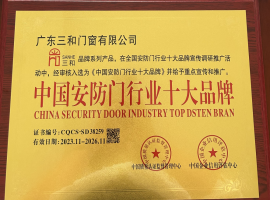 广东三和门窗有限公司
SANHE
三和
品牌系列产品，在全国安防门行业十大品牌宣传调研推广活
动中，经审核入选为《中国安防门行业十大品牌》并给予重点宣传和推广。
中国安防门行业十大品牌
CHINA SECURITY DOOR INDUSTRY TOP DSTEN BRAN
证书编号:CQCS-SD38259
有效日期:2023.11-2026.11